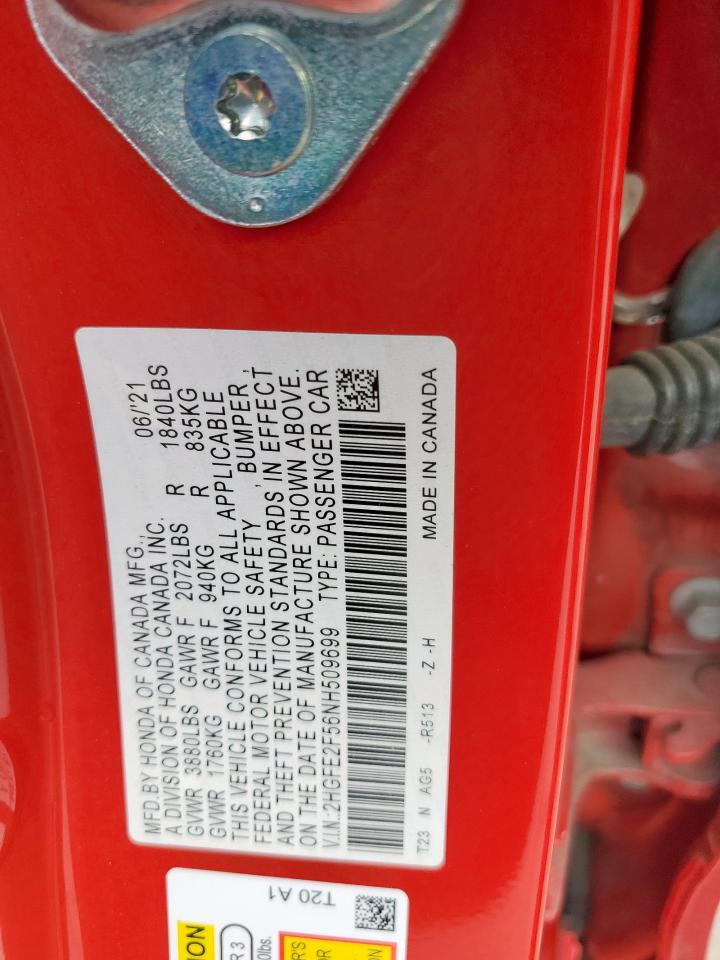 MFD.BY HONDA OF CANADA MFG., 06/'21
A DIVISION OF HONDA CANADA INC.
GVWR 3880LBS GAWR F 2072LBS R 1840LBS
GVWR 1760KG GAWR F 940KG R 835KG
THIS VEHICLE CONFORMS TO ALL APPLICABLE
FEDERAL MOTOR VEHICLE SAFETY , BUMPER ,
AND THEFT PREVENTION STANDARDS IN EFFECT
ON THE DATE OF MANUFACTURE SHOWN ABOVE.
V.I.N.:2HGFE2F56NH509699 TYPE: PASSENGER CAR
T23 N AG5 -R513 -Z -H MADE IN CANADA
T20 A1